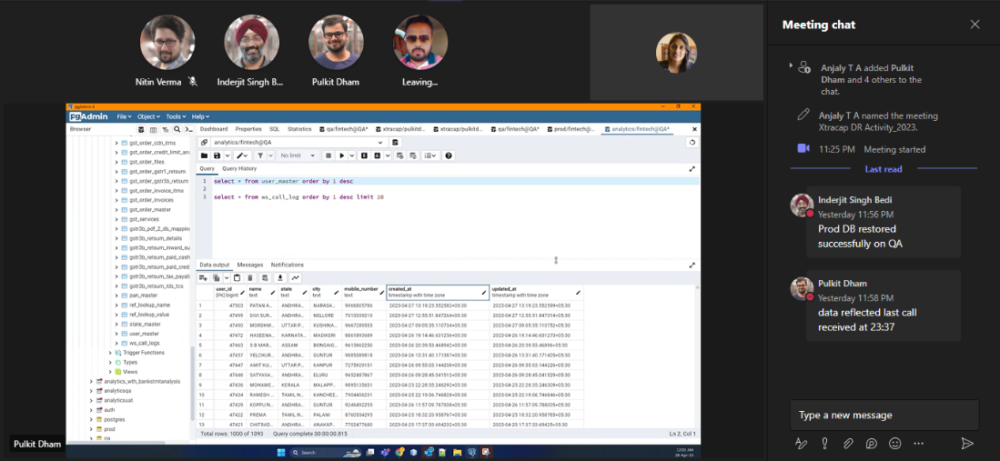 Nitin Verma
Inderjit Singh B...
Pulkit Dham
Leaving...
pgAdmin 4
pgAdmin File Object Tools Help
Browser
Dashboard Properties SQL Statistics qa/fintech@QA* xtracap/pulkitd... xtracap/pulkitd... qa/fintech@QA* prod/fintech@... analytics/fintech@QA*
analytics/fintech@QA
No limit
Query Query History
1 select * from user_master order by 1 desc
2
3 select * from ws_call_log order by 1 desc limit 10
gst_order_cdn_itms
gst_order_credit_limit_an
gst_order_files
gst_order_gstr1_retsum
gst_order_gstr3b_retsum
gst_order_invoice_itms
gst_order_invoices
gst_order_master
gst_services
gstr3b_pdf_2_db_mapping
gstr3b_retsum_details
gstr3b_retsum_inward_su
gstr3b_retsum_paid_cash
gstr3b_retsum_paid_cred
gstr3b_retsum_tax_payab
gstr3b_retsum_tds_tcs
pan_master
ref_lookup_name
ref_lookup_value
state_master
user_master
ws_call_logs
Trigger Functions
Types
Views
analytics_wth_bankstmtanalysis
analyticsqa
analyticsuat
auth
postgres
prod
qa
Data output Messages Notifications
user_id name state city mobile_number created_at updated_at
[PK] bigint text text text text timestamp with time zone timestamp with time zone
1 47503 PATAN A... ANDHRA... NARASA... 9966805786 2023-04-27 13:19:23.552582+05:30 2023-04-27 13:19:23.552599+05:30
2 47499 DIVI SUR... ANDHRA... NELLORE 7013339210 2023-04-27 12:55:51.847264+05:30 2023-04-27 12:55:51.847314+05:30
3 47490 MORDHW... UTTAR P... KUSHINA... 9667289555 2023-04-27 09:05:35.110734+05:30 2023-04-27 09:05:35.110752+05:30
4 47472 HASEENA... KARNATA... MADIKERI 8861893689 2023-04-26 19:14:46.631256+05:30 2023-04-26 19:14:46.631273+05:30
5 47463 S B MAR... ASSAM BONGAIG... 9613862250 2023-04-26 20:39:53.468942+05:30 2023-04-26 20:39:53.46896+05:30
6 47457 YELCHUR... ANDHRA... GUNTUR 9885389818 2023-04-26 13:31:40.171387+05:30 2023-04-26 13:31:40.171405+05:30
7 47447 AMIT KU... UTTAR P... KANPUR 7275929151 2023-04-26 09:55:03.144208+05:30 2023-04-26 09:55:03.144226+05:30
8 47446 SATYAVA... ANDHRA... ELURU 9652487867 2023-04-26 09:28:45.041512+05:30 2023-04-26 09:28:45.041529+05:30
9 47436 MOHAME... KERALA MALAPP... 9895135651 2023-04-25 22:28:35.246292+05:30 2023-04-25 22:28:35.246309+05:30
10 47434 RAMESH ... TAMIL N... KANCHEE... 7904406231 2023-04-25 22:19:06.746828+05:30 2023-04-25 22:19:06.746846+05:30
11 47429 KOPPU N... ANDHRA... GUNTUR 9246492255 2023-04-26 11:57:09.787938+05:30 2023-04-26 11:57:09.788005+05:30
12 47422 PREMA TAMIL N... PALANI 8760554295 2023-04-25 18:32:20.958767+05:30 2023-04-25 18:32:20.958785+05:30
13 47421 CHITRAD... ANDHRA... ANAKAP... 7702477680 2023-04-25 17:37:33.694232+05:30 2023-04-25 17:37:33.69425+05:30
Total rows: 1000 of 1093 Query complete 00:00:00.815 Ln 2, Col 1
Search
12:01 AM
28-Apr-23
Pulkit Dham
Meeting chat
Anjaly T A added Pulkit
Dham and 4 others to the
chat.
Anjaly T A named the meeting
Xtracap DR Activity_2023.
11:25 PM Meeting started
Last read
Inderjit Singh Bedi
Yesterday 11:56 PM
Prod DB restored
successfully on QA
Pulkit Dham
Yesterday 11:58 PM
data reflected last call
received at 23:37
Type a new message